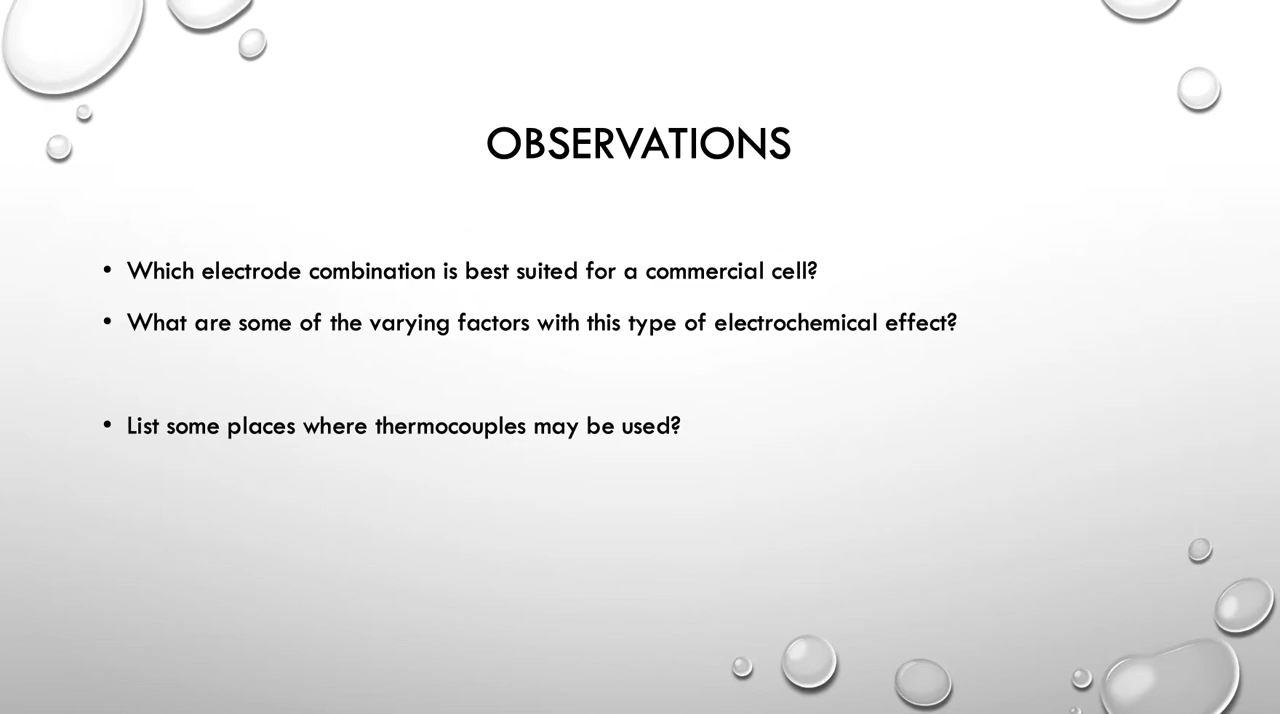 OBSERVATIONS
• Which electrode combination is best suited for a commercial cell?
• What are some of the varying factors with this type of electrochemical effect?
• List some places where thermocouples may be used?